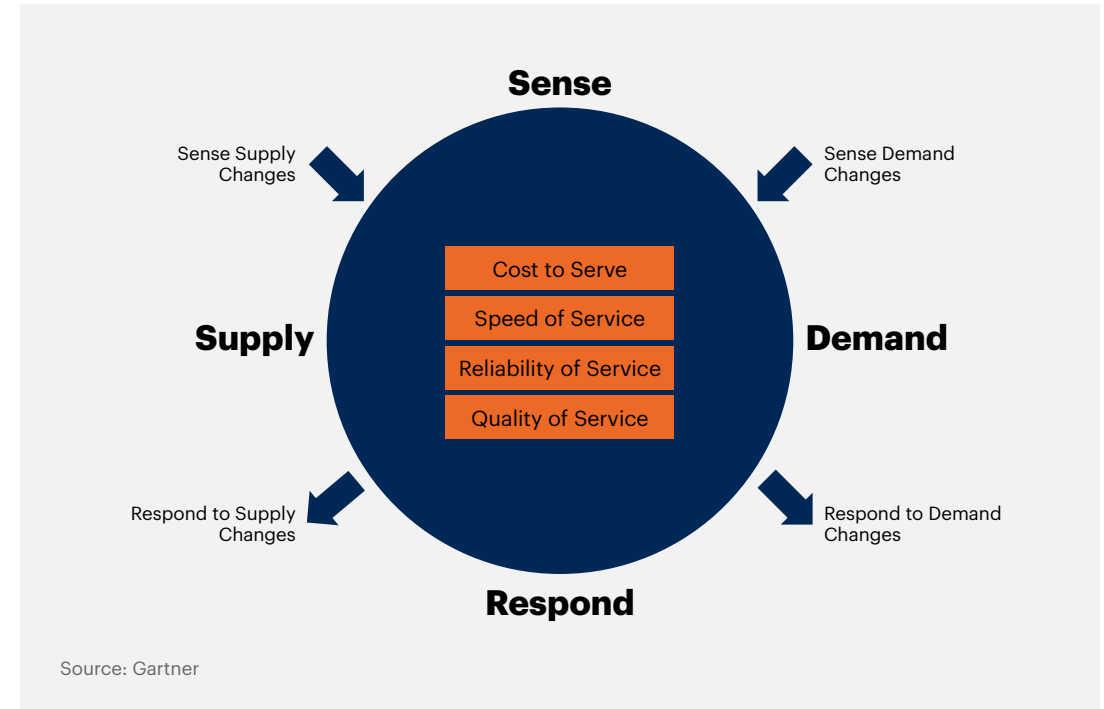 Sense
Sense Supply
Changes
Sense Demand
Changes
Cost to Serve
Speed of Service
Supply
Demand
Reliability of Service
Quality of Service
Respond to Supply
Changes
Respond to Demand
Changes
Respond
Source: Gartner